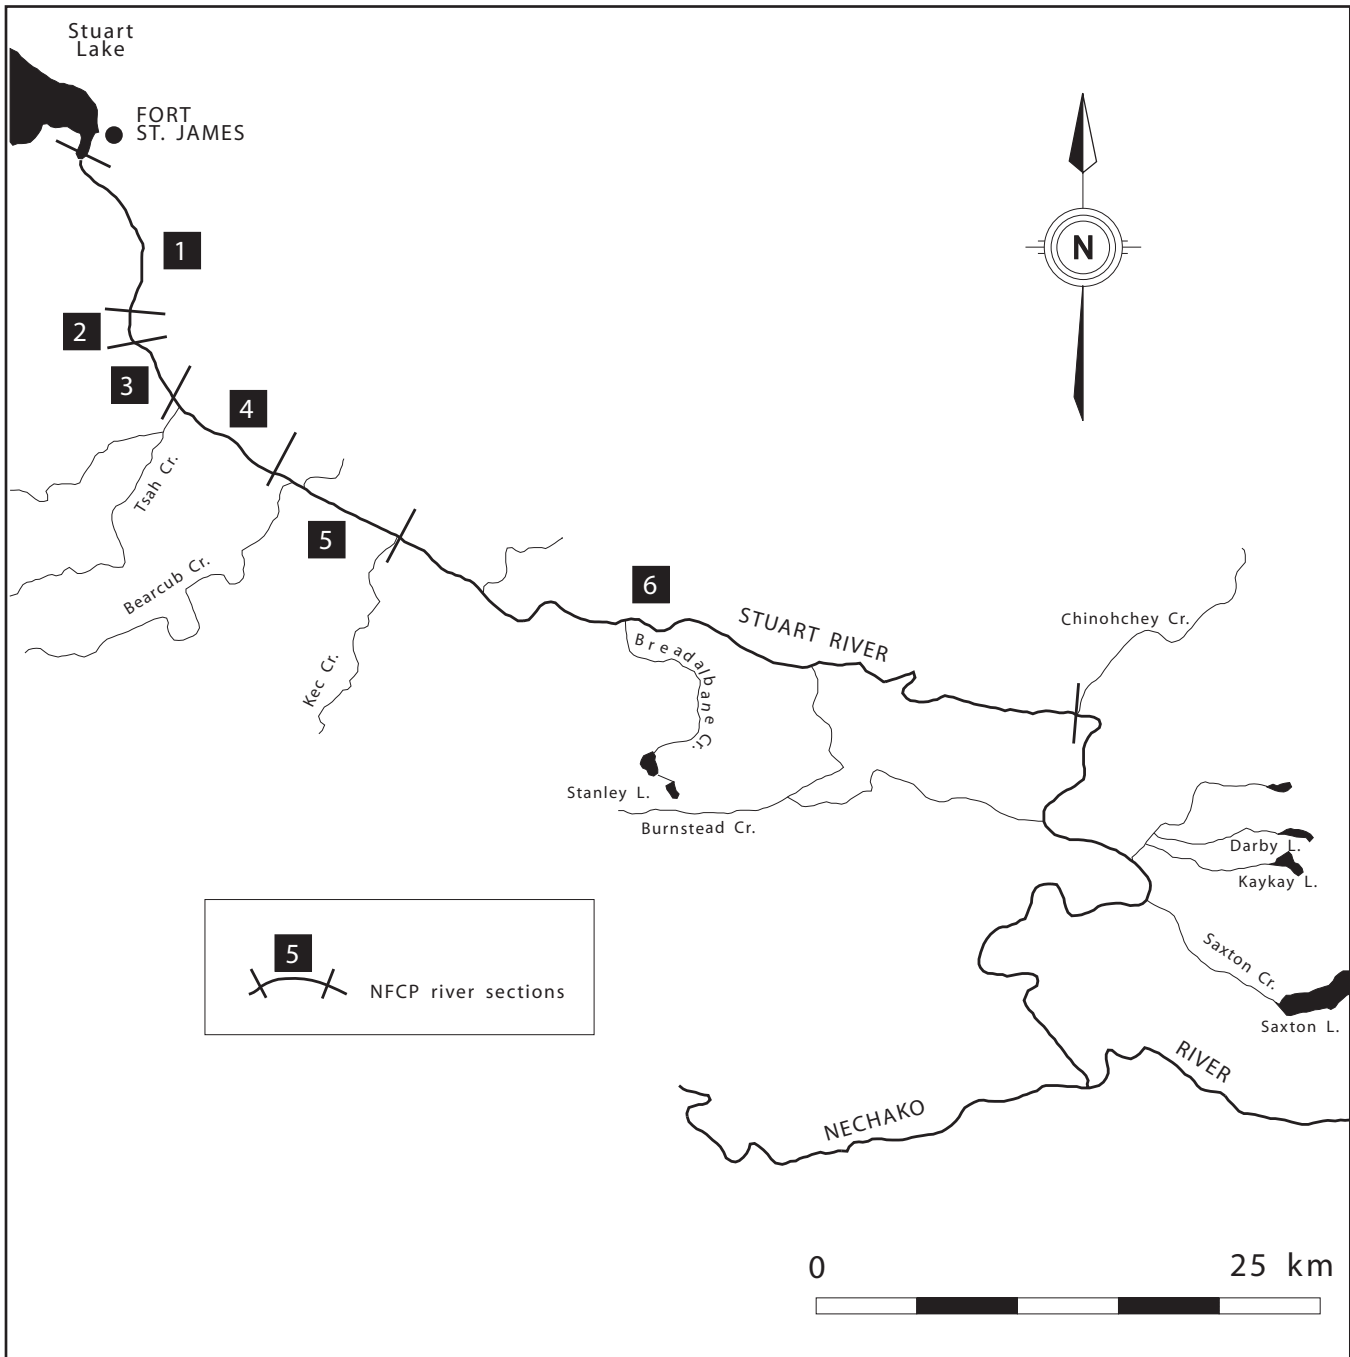 Stuart
Lake
FORT
ST. JAMES
N
1
2
3
4
5
6
Tsah Cr.
Bearcub Cr.
Kec Cr.
STUART RIVER
Breadalbane Cr.
Chinohchey Cr.
Stanley L.
Burnstead Cr.
Darby L.
Kaykay L.
Saxton Cr.
Saxton L.
5
NFCP river sections
NECHAKO
RIVER
0
25 km